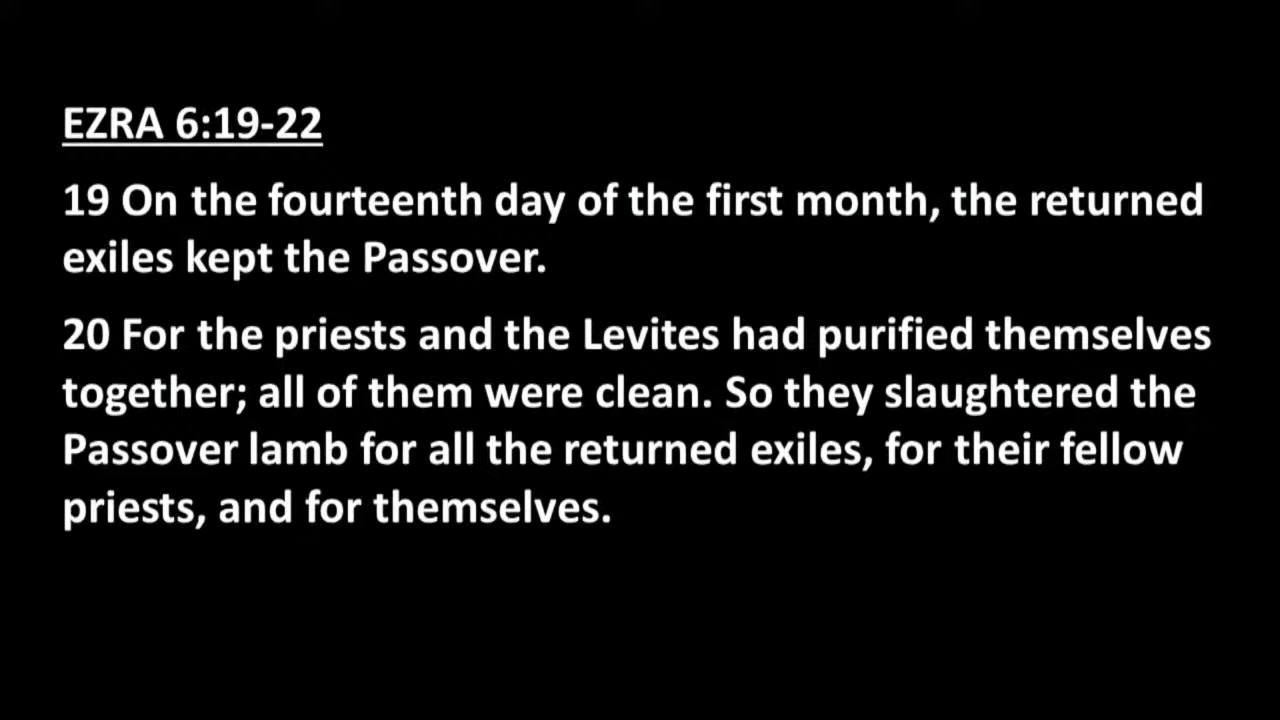 EZRA 6:19-22
19 On the fourteenth day of the first month, the returned
exiles kept the Passover.
20 For the priests and the Levites had purified themselves
together; all of them were clean. So they slaughtered the
Passover lamb for all the returned exiles, for their fellow
priests, and for themselves.